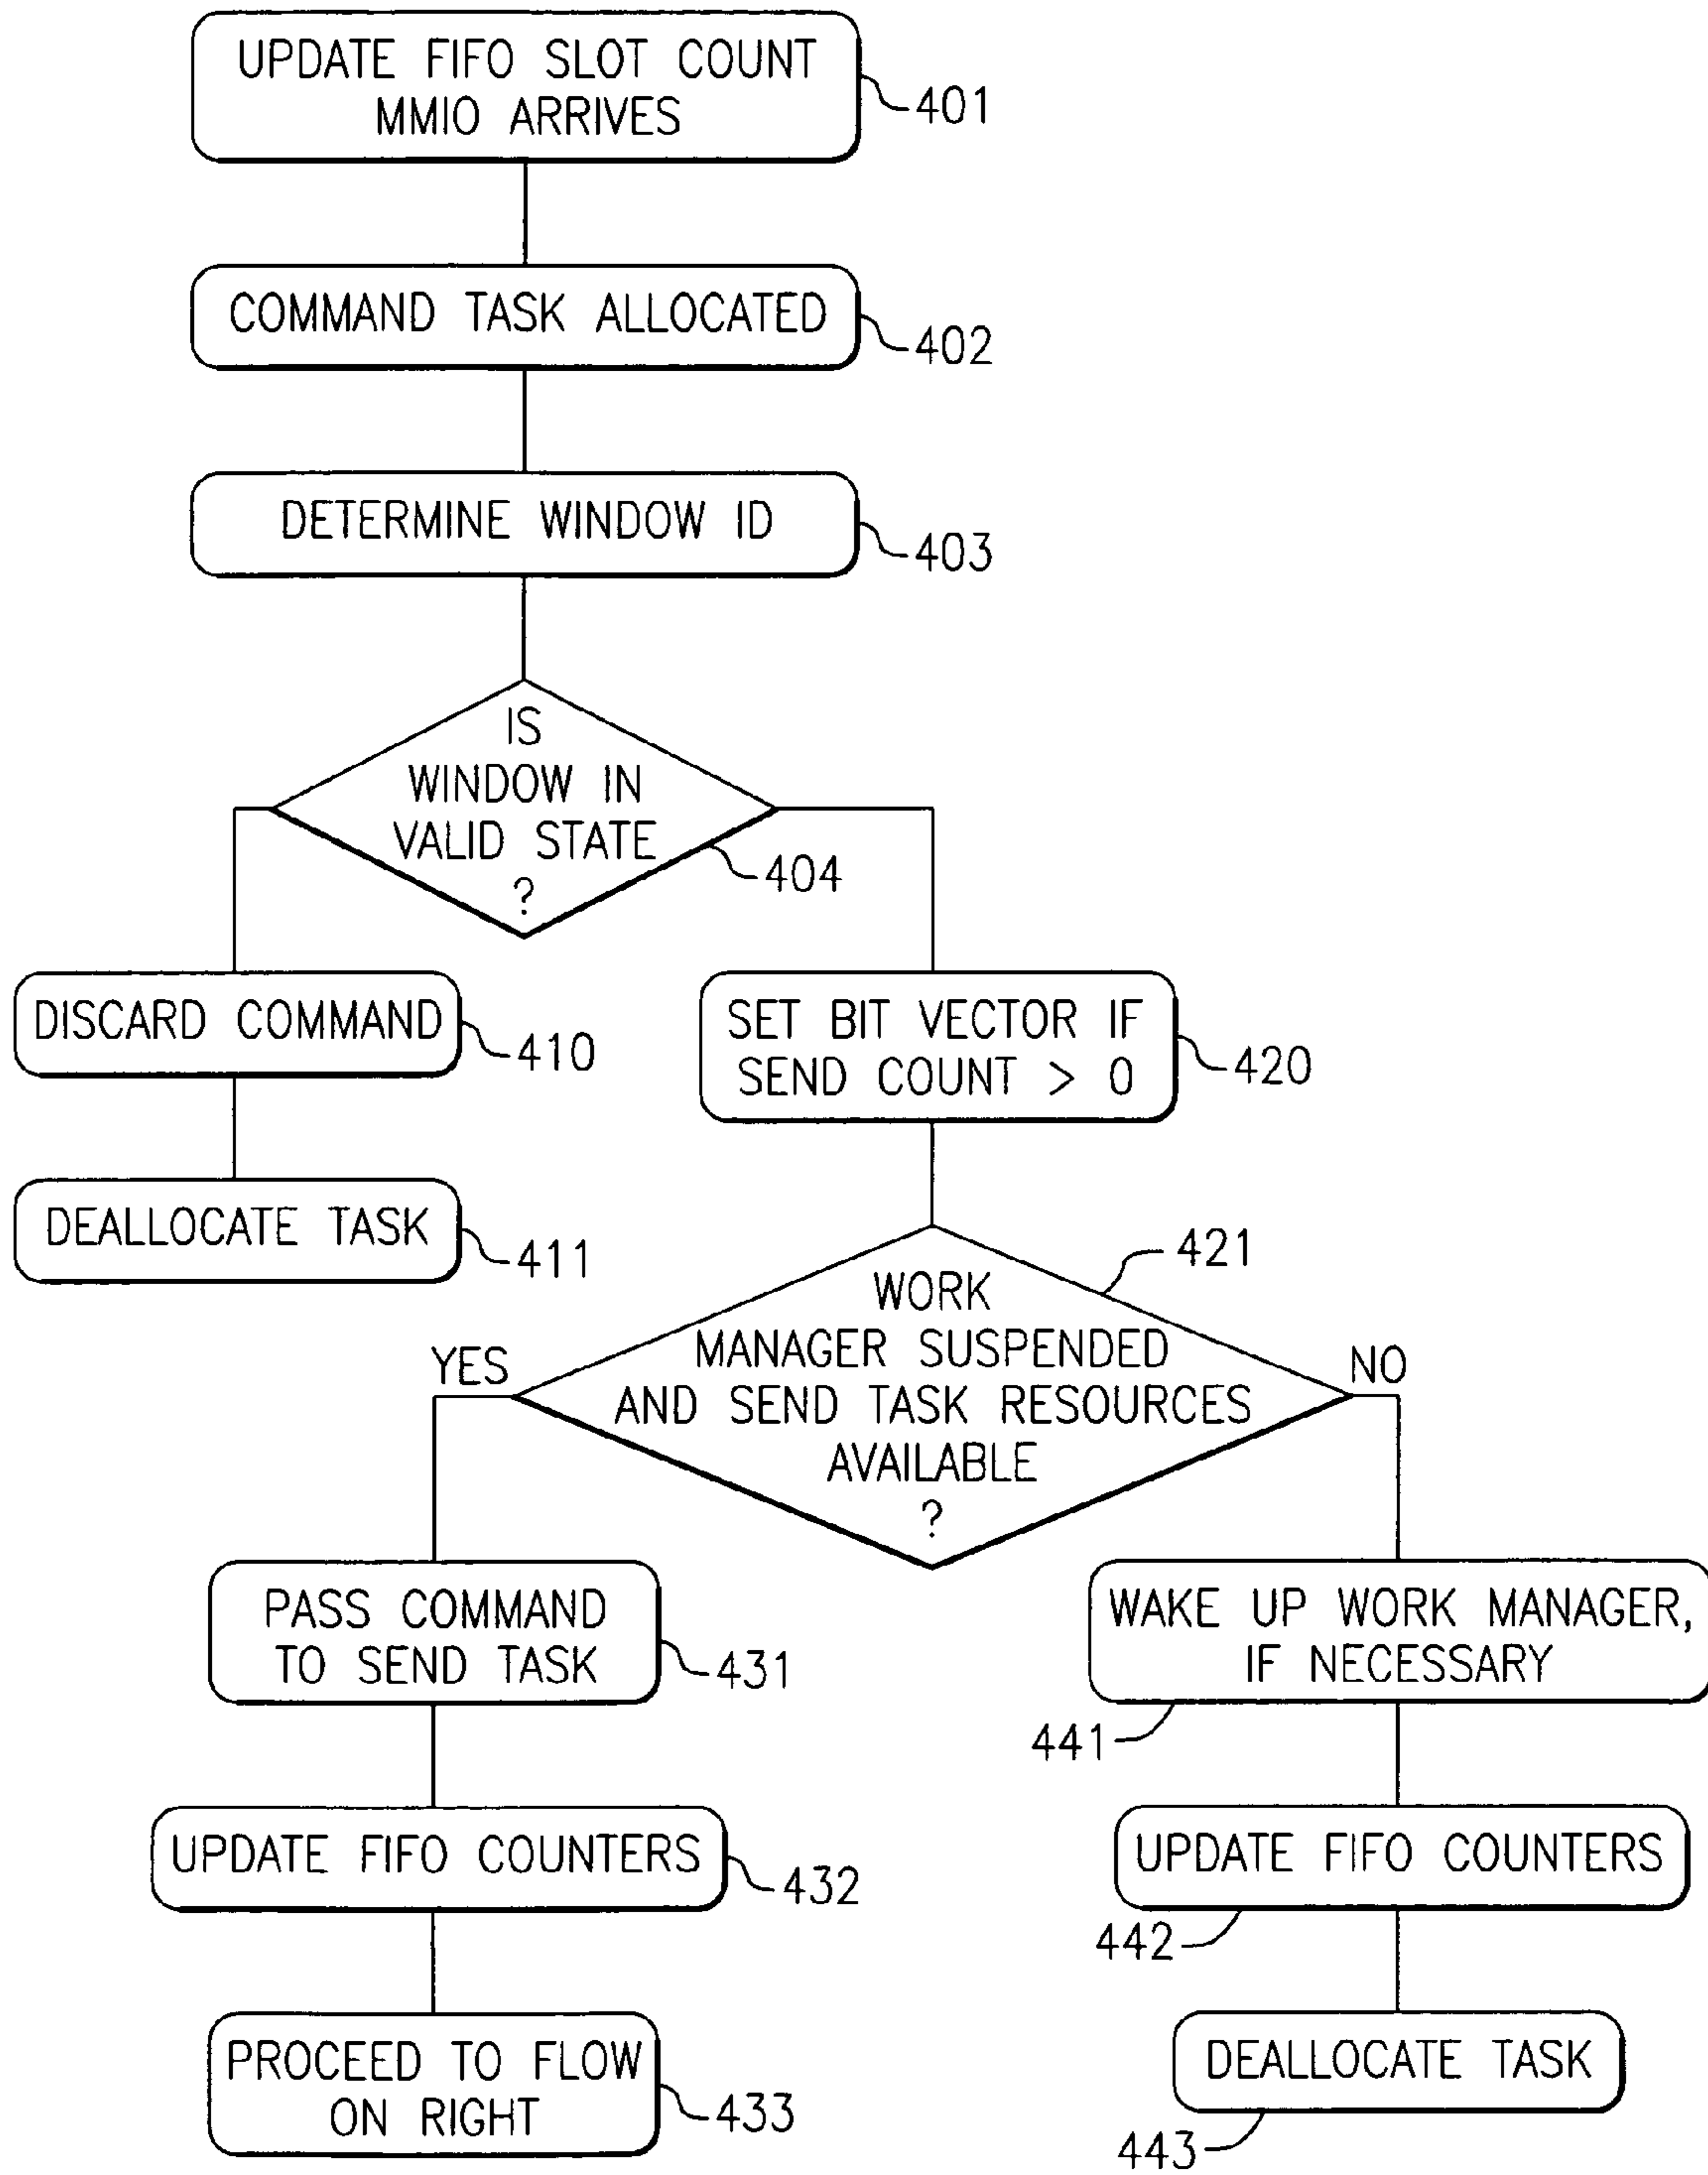 UPDATE FIFO SLOT COUNT
MMIO ARRIVES
401
COMMAND TASK ALLOCATED
402
DETERMINE WINDOW ID
403
IS
WINDOW IN
VALID STATE
?
404
DISCARD COMMAND
410
DEALLOCATE TASK
411
SET BIT VECTOR IF
SEND COUNT > 0
420
WORK
MANAGER SUSPENDED
AND SEND TASK RESOURCES
AVAILABLE
?
421
YES
NO
PASS COMMAND
TO SEND TASK
431
UPDATE FIFO COUNTERS
432
PROCEED TO FLOW
ON RIGHT
433
WAKE UP WORK MANAGER,
IF NECESSARY
441
UPDATE FIFO COUNTERS
442
DEALLOCATE TASK
443